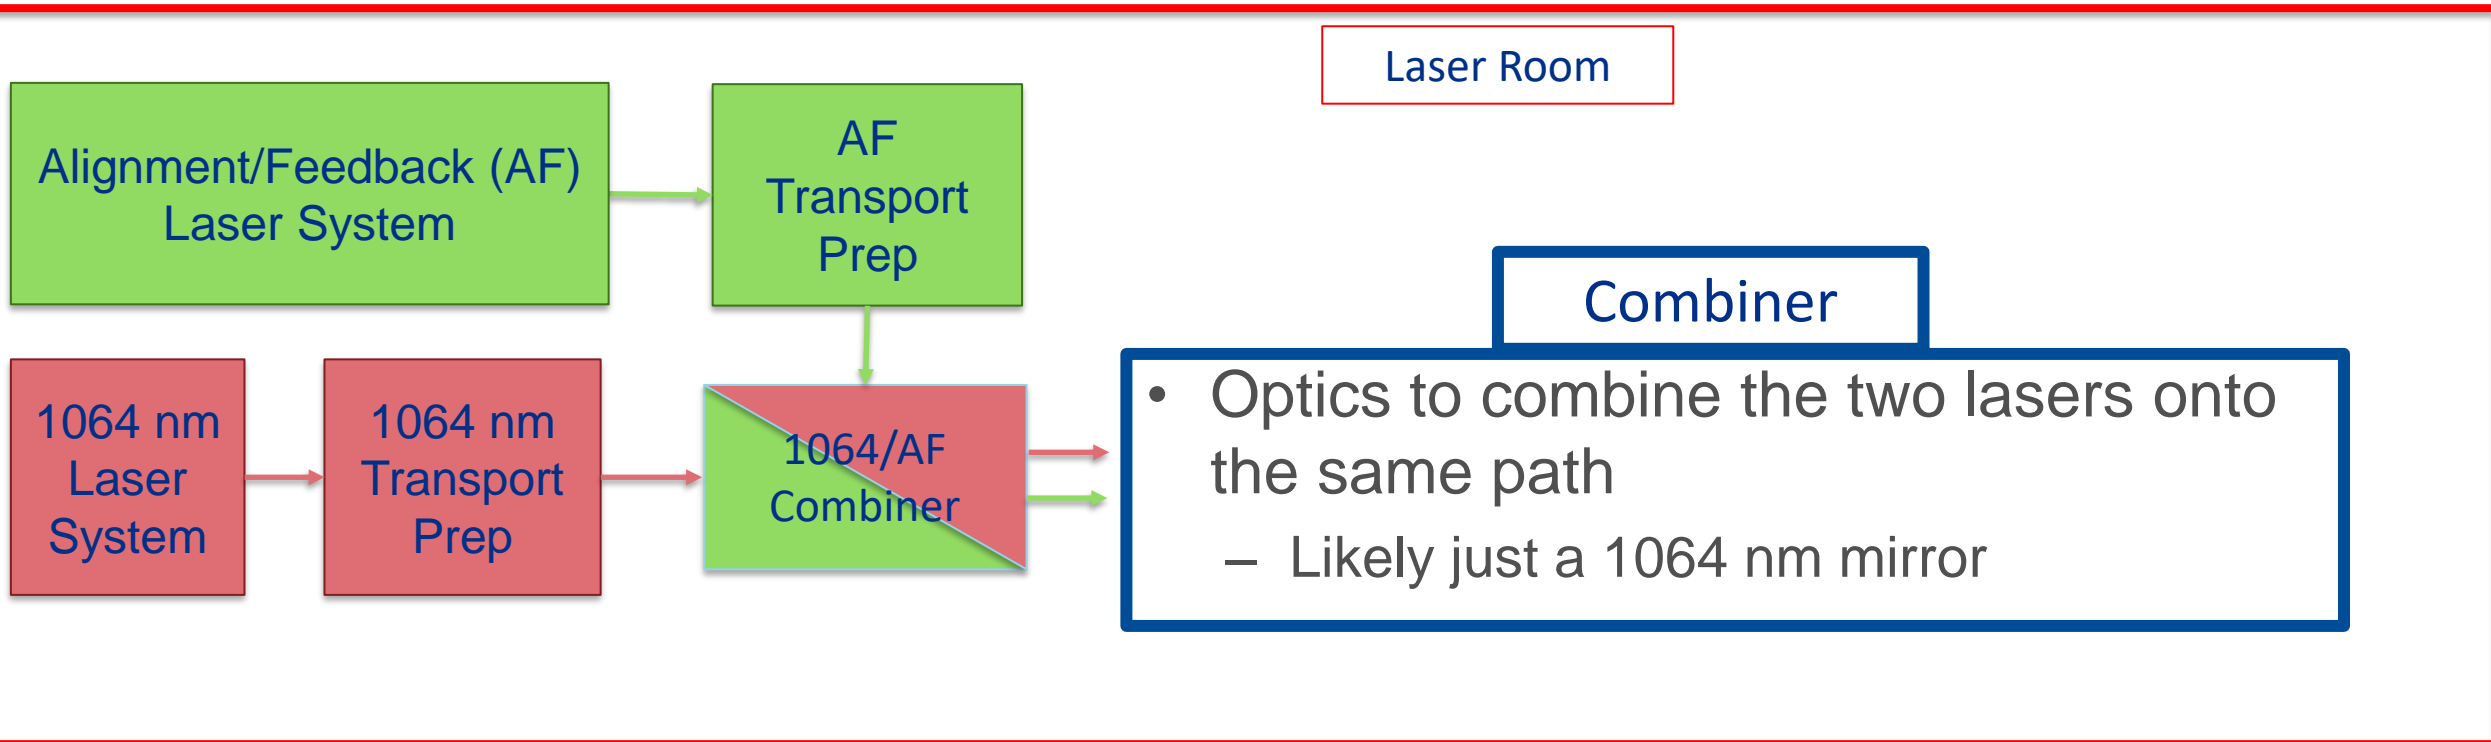 Laser Room
Alignment/Feedback (AF)
Laser System
AF
Transport
Prep
1064 nm
Laser
System
1064 nm
Transport
Prep
1064/AF
Combiner
Combiner
• Optics to combine the two lasers onto
the same path
– Likely just a 1064 nm mirror